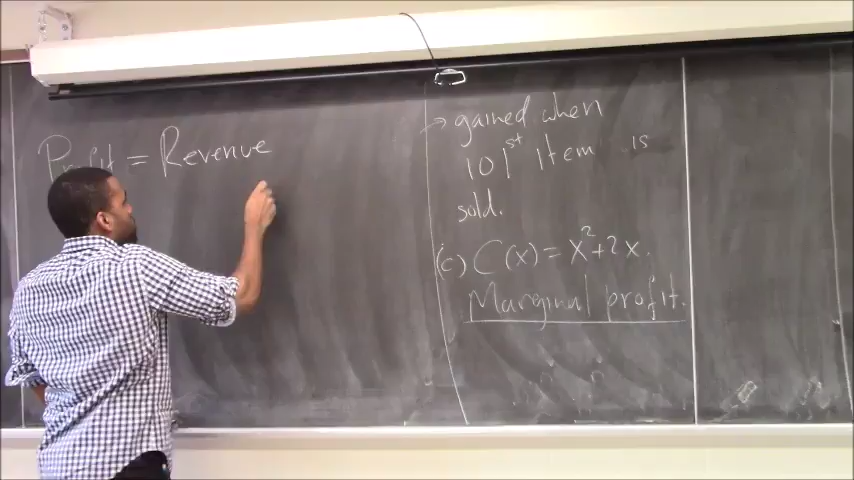 Profit = Revenue
→ gained when
101st item is
sold.
(c) C(x) = x²+2x.
Marginal profit.